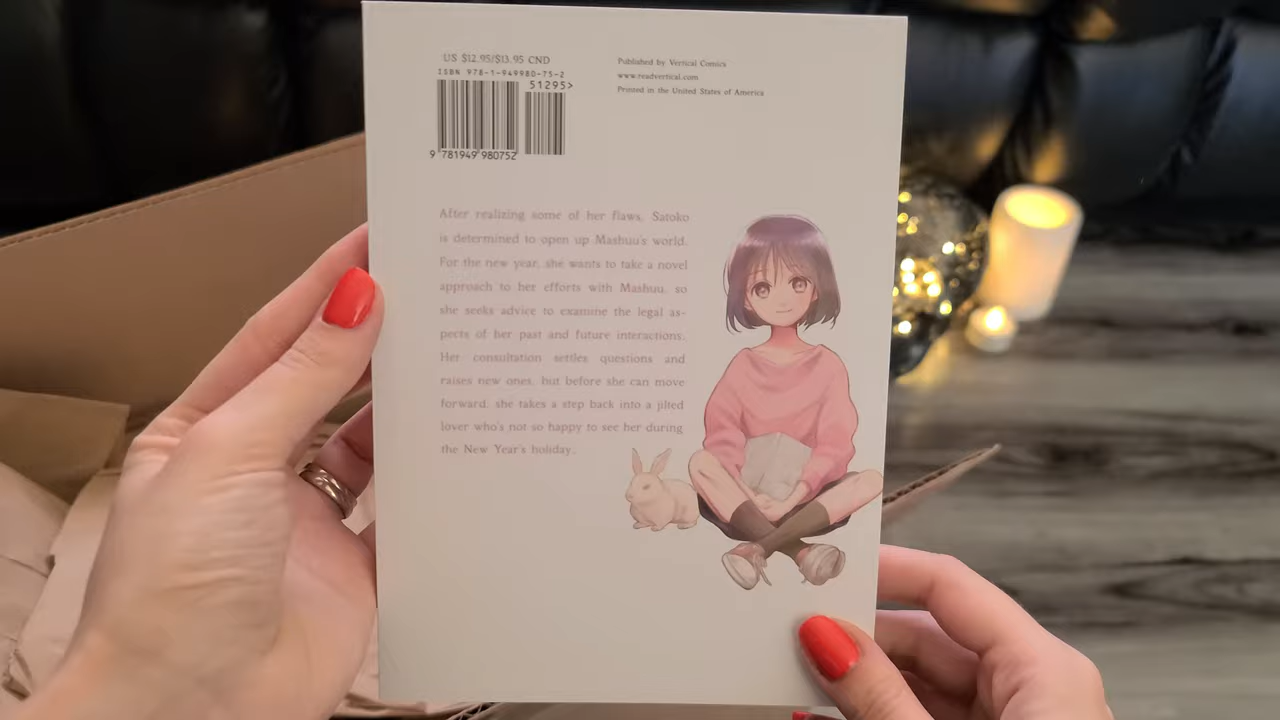 US $12.95/$13.95 CND
ISBN 978-1-949980-75-2
51295>
9 781949 980752
Published by Vertical Comics
www.readvertical.com
Printed in the United States of America
After realizing some of her flaws, Satoko
is determined to open up Mashuu's world.
For the new year, she wants to take a novel
approach to her efforts with Mashuu, so
she seeks advice to examine the legal as-
pects of her past and future interactions.
Her consultation settles questions and
raises new ones, but before she can move
forward, she takes a step back into a jilted
lover who's not so happy to see her during
the New Year's holiday.